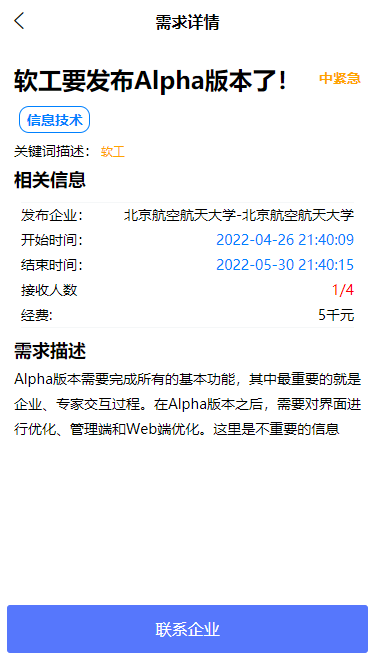 需求详情
软工要发布Alpha版本了！
中紧急
信息技术
关键词描述： 软工
相关信息
发布企业： 北京航空航天大学-北京航空航天大学
开始时间： 2022-04-26 21:40:09
结束时间： 2022-05-30 21:40:15
接收人数 1/4
经费: 5千元
需求描述
Alpha版本需要完成所有的基本功能，其中最重要的就是
企业、专家交互过程。在Alpha版本之后，需要对界面进
行优化、管理端和Web端优化。这里是不重要的信息
联系企业